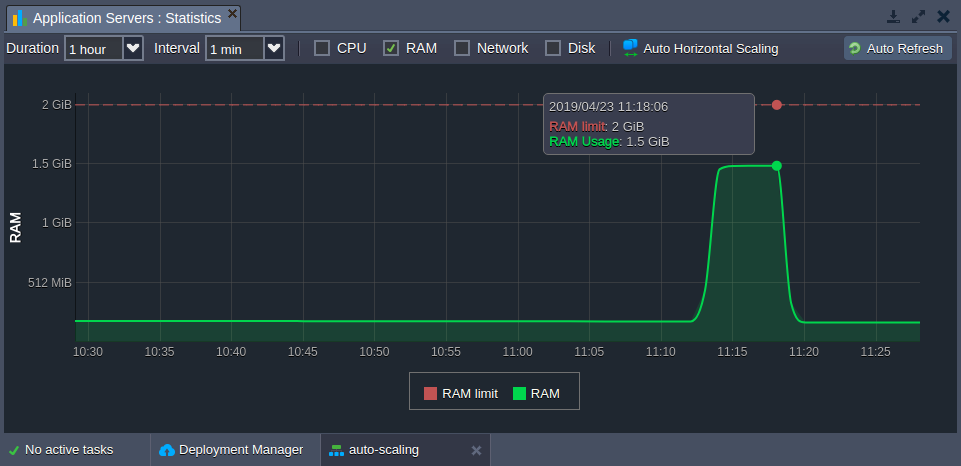 Application Servers : Statistics
Duration 1 hour Interval 1 min CPU RAM Network Disk Auto Horizontal Scaling Auto Refresh
2 GiB
1.5 GiB
1 GiB
512 MiB
RAM
2019/04/23 11:18:06
RAM limit: 2 GiB
RAM Usage: 1.5 GiB
10:30 10:35 10:40 10:45 10:50 10:55 11:00 11:05 11:10 11:15 11:20 11:25
RAM limit RAM
No active tasks Deployment Manager auto-scaling